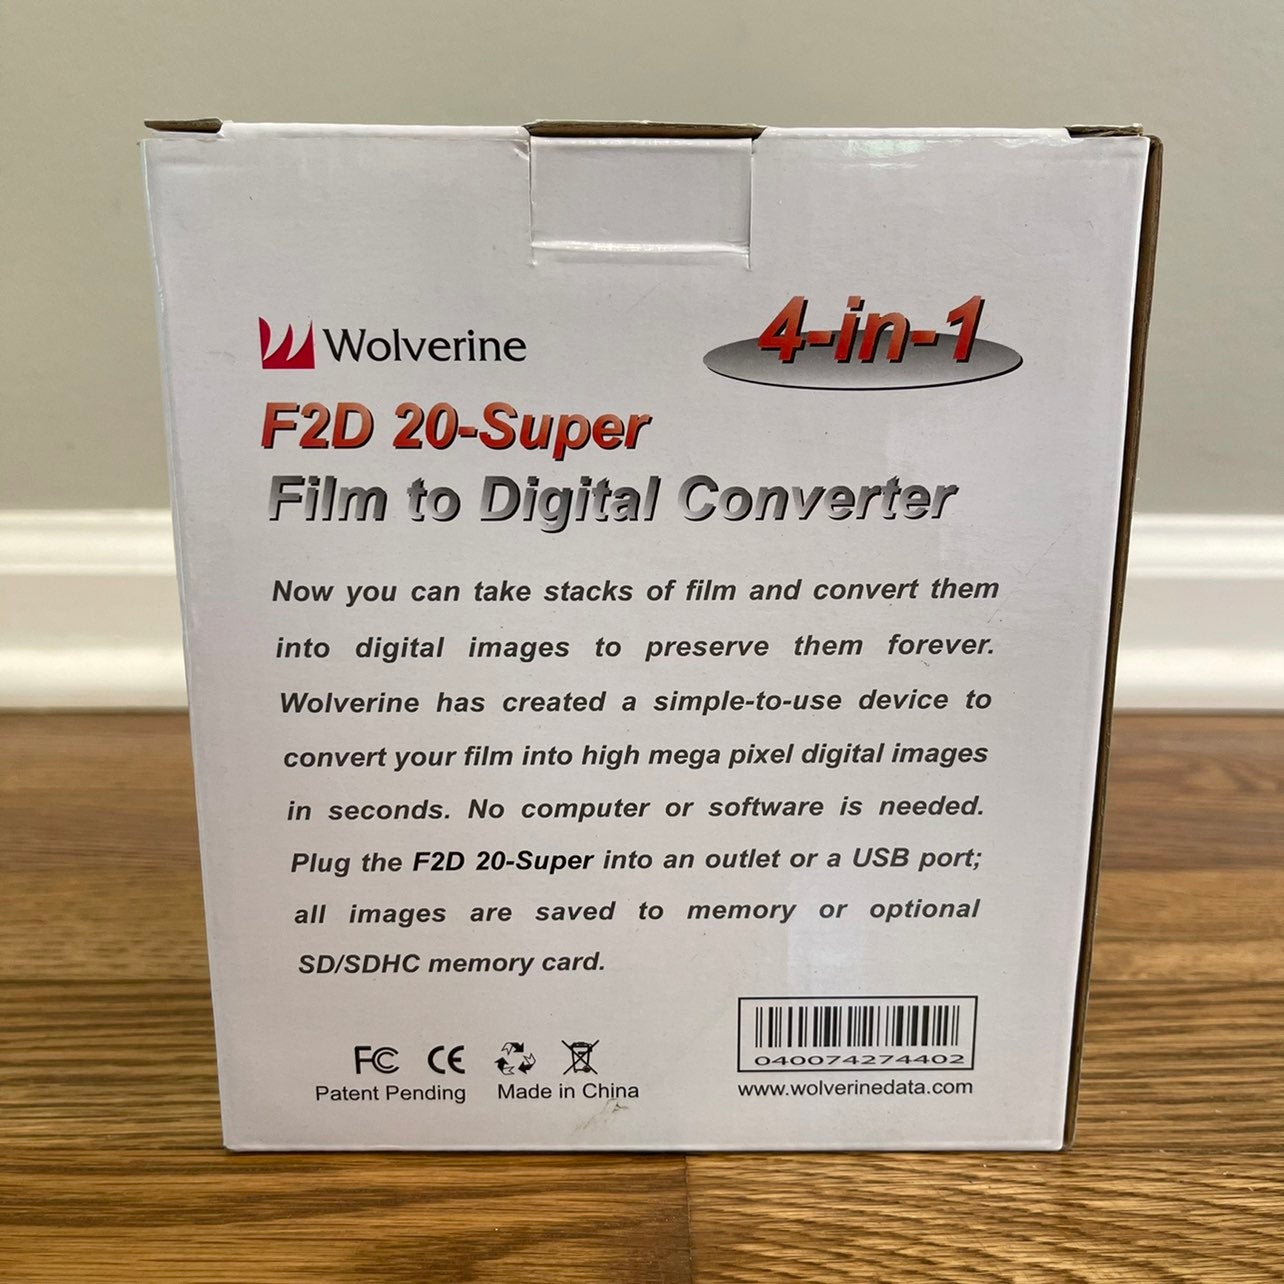 Wolverine
4-in-1
F2D 20-Super
Film to Digital Converter
Now you can take stacks of film and convert them
into digital images to preserve them forever.
Wolverine has created a simple-to-use device to
convert your film into high mega pixel digital images
in seconds. No computer or software is needed.
Plug the F2D 20-Super into an outlet or a USB port;
all images are saved to memory or optional
SD/SDHC memory card.
FC CE
Patent Pending Made in China
040074274402
www.wolverinedata.com